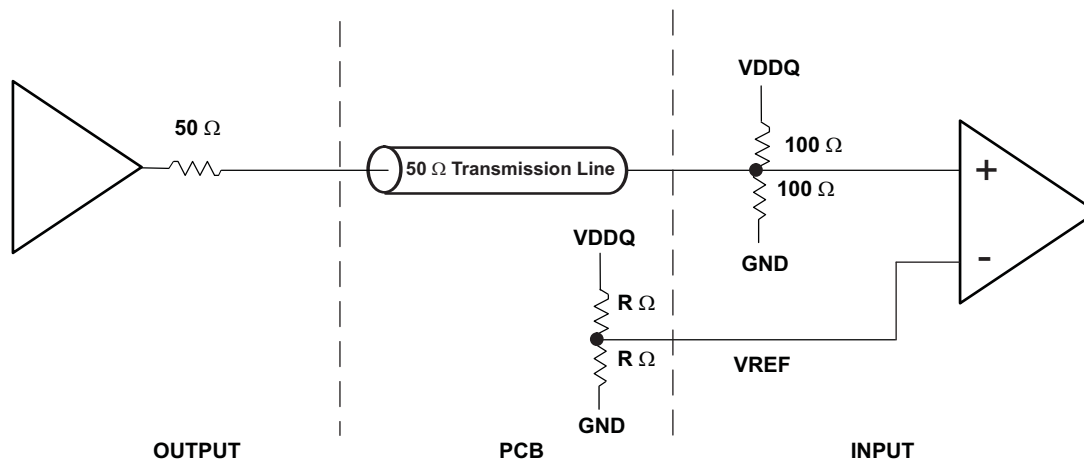 VDDQ
50 Ω
100 Ω
50 Ω Transmission Line
+
100 Ω
VDDQ
GND
-
R Ω
R Ω
VREF
GND
OUTPUT
PCB
INPUT